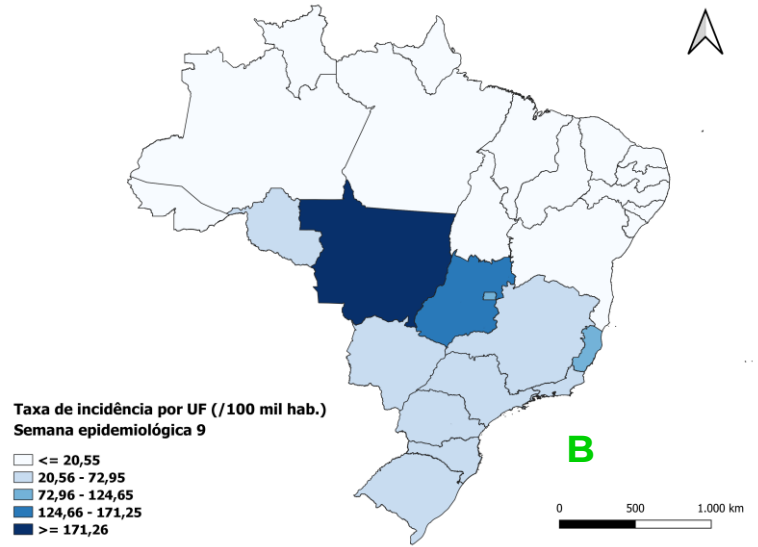 Taxa de incidência por UF (/100 mil hab.)
Semana epidemiológica 9
<= 20,55
20,56 - 72,95
72,96 - 124,65
124,66 - 171,25
>= 171,26
B
0 500 1.000 km